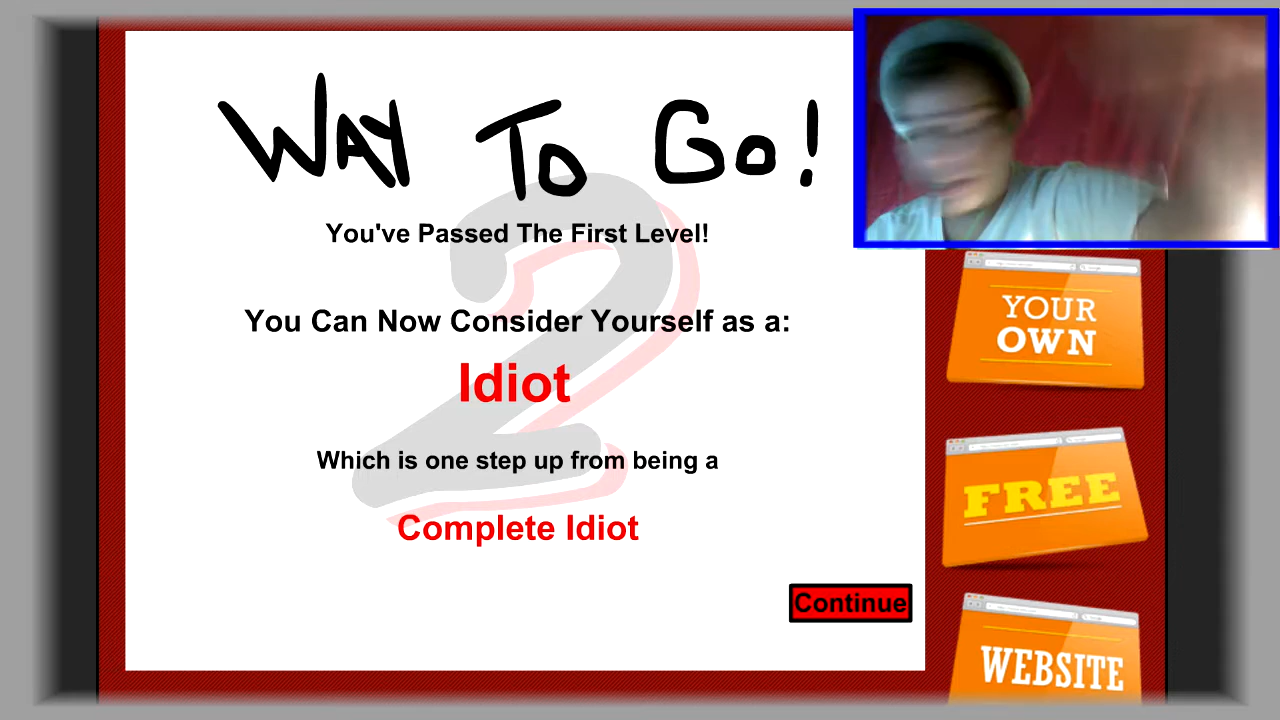 WAY TO GO!
You've Passed The First Level!
You Can Now Consider Yourself as a:
Idiot
Which is one step up from being a
Complete Idiot
2
Continue
YOUR
OWN
FREE
WEBSITE